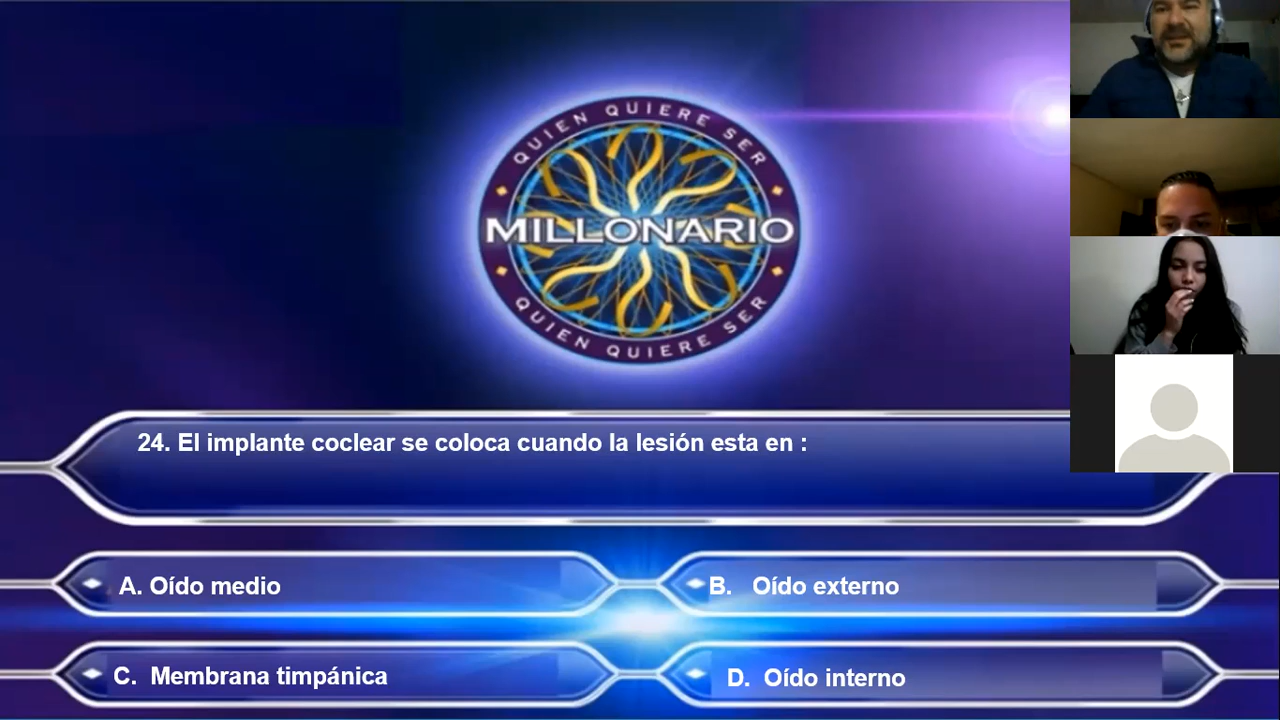 QUIEN QUIERE SER
MILLONARIO
QUIEN QUIERE SER
24. El implante coclear se coloca cuando la lesión esta en :
A. Oído medio
B. Oído externo
C. Membrana timpánica
D. Oído interno